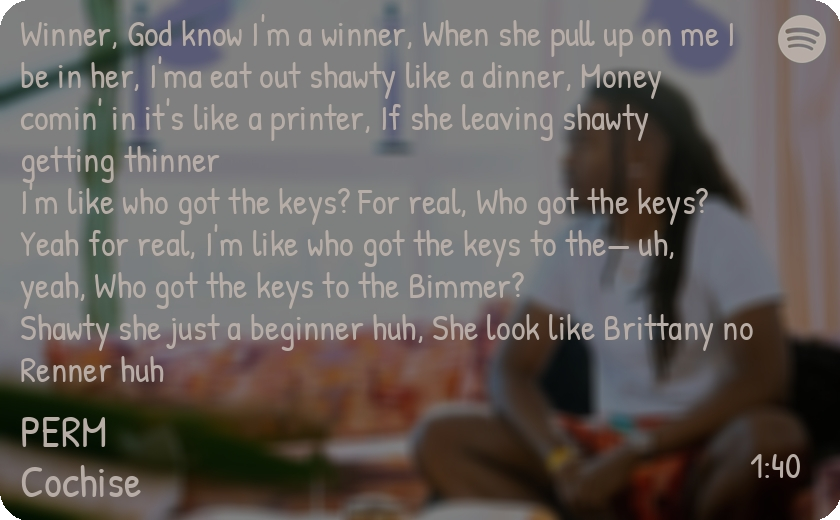 Winner, God know I'm a winner, When she pull up on me I
be in her, I'ma eat out shawty like a dinner, Money
comin' in it's like a printer, If she leaving shawty
getting thinner
I'm like who got the keys? For real, Who got the keys?
Yeah for real, I'm like who got the keys to the— uh,
yeah, Who got the keys to the Bimmer?
Shawty she just a beginner huh, She look like Brittany no
Renner huh
PERM
Cochise
1:40